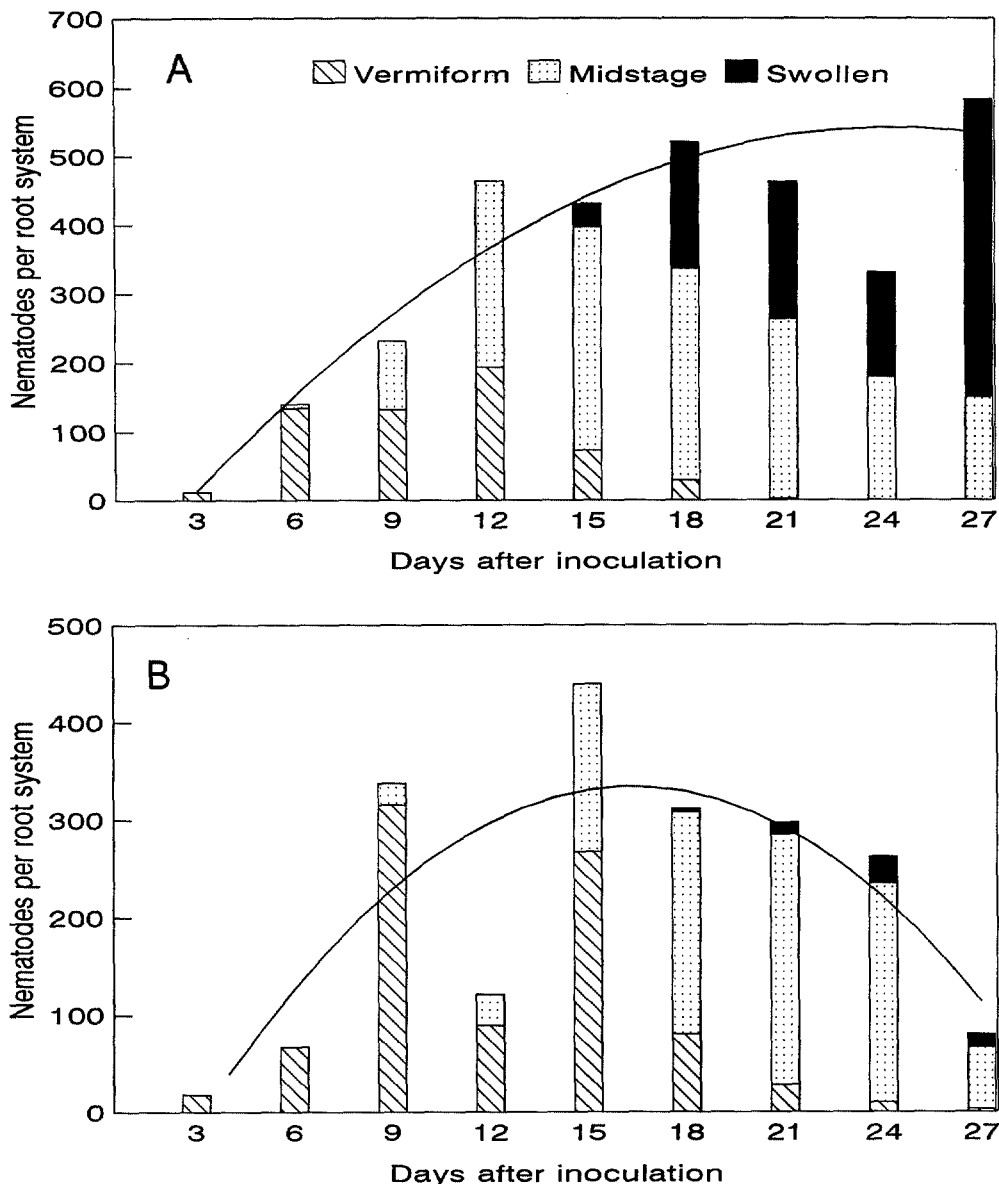 700
A
Vermiform Midstage Swollen
600
500
400
300
200
100
0
Nematodes per root system
3 6 9 12 15 18 21 24 27
Days after inoculation
500
B
400
300
200
100
0
Nematodes per root system
3 6 9 12 15 18 21 24 27
Days after inoculation